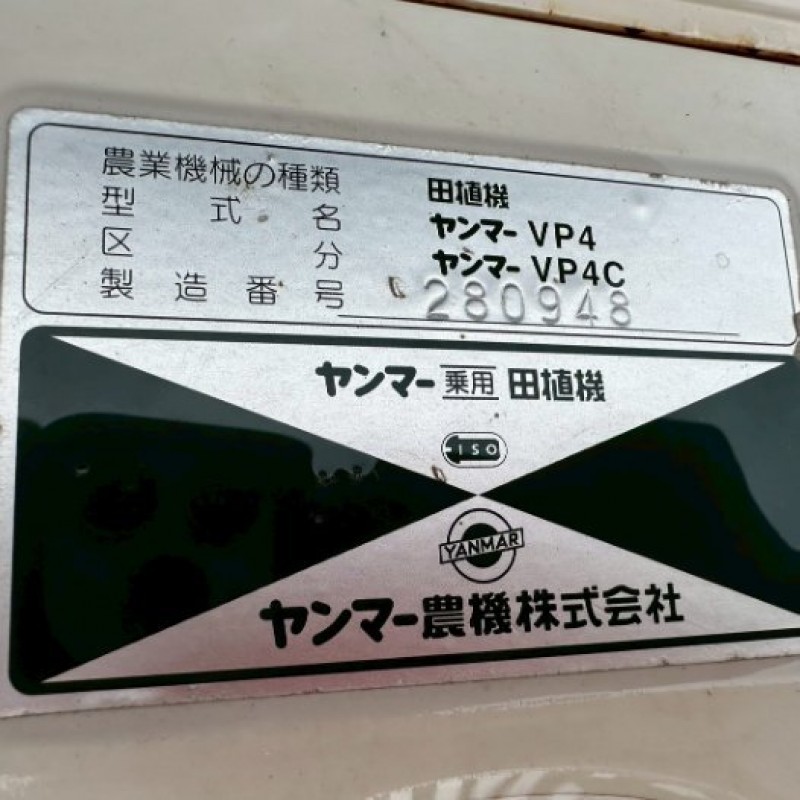 農業機械の種類 田植機
型式名 ヤンマー VP4
区分 ヤンマー VP4C
製造番号 280948
ヤンマー 乗用 田植機
ISO
YANMAR
ヤンマー農機株式会社